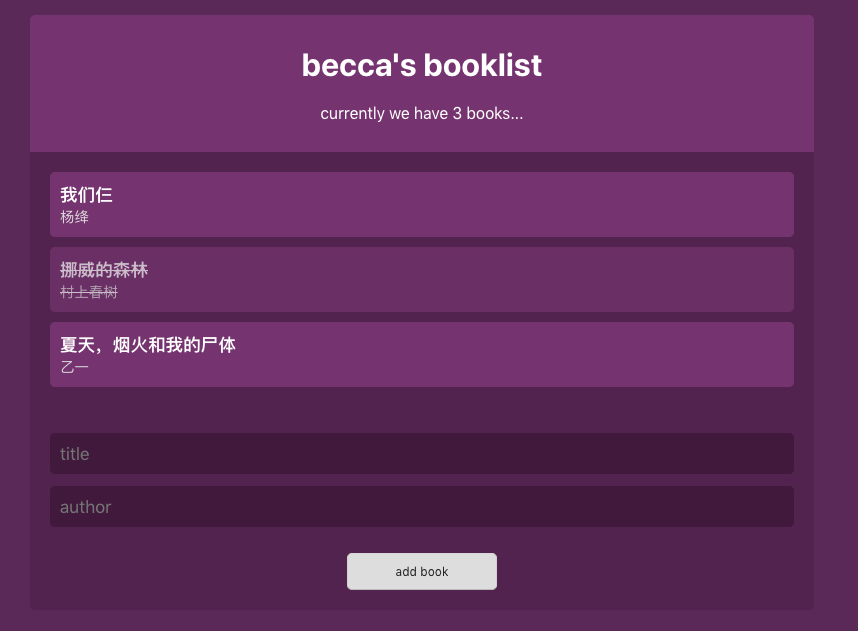 becca's booklist
currently we have 3 books...
我们仨
杨绛
挪威的森林
村上春树
夏天，烟火和我的尸体
乙一
title
author
add book